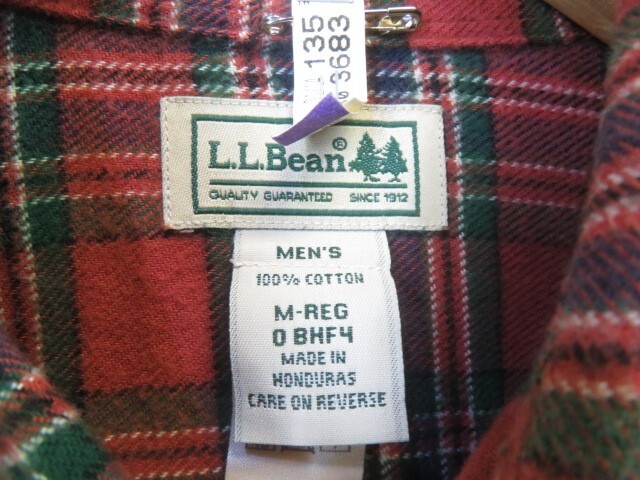 135
3683
L.L.Bean®
QUALITY GUARANTEED SINCE 1912
MEN'S
100% COTTON
M-REG
0 BHF4
MADE IN
HONDURAS
CARE ON REVERSE